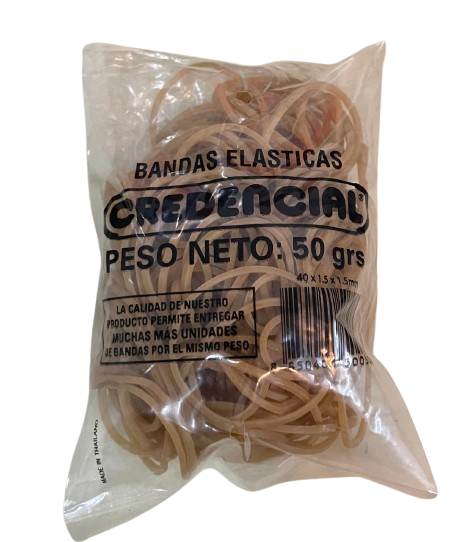 BANDAS ELASTICAS
CREDENCIAL®
PESO NETO: 50 grs
40 x 1.5 x 1.5mm
LA CALIDAD DE NUESTRO
PRODUCTO PERMITE ENTREGAR
MUCHAS MAS UNIDADES
DE BANDAS POR EL MISMO PESO
MADE IN THAILAND